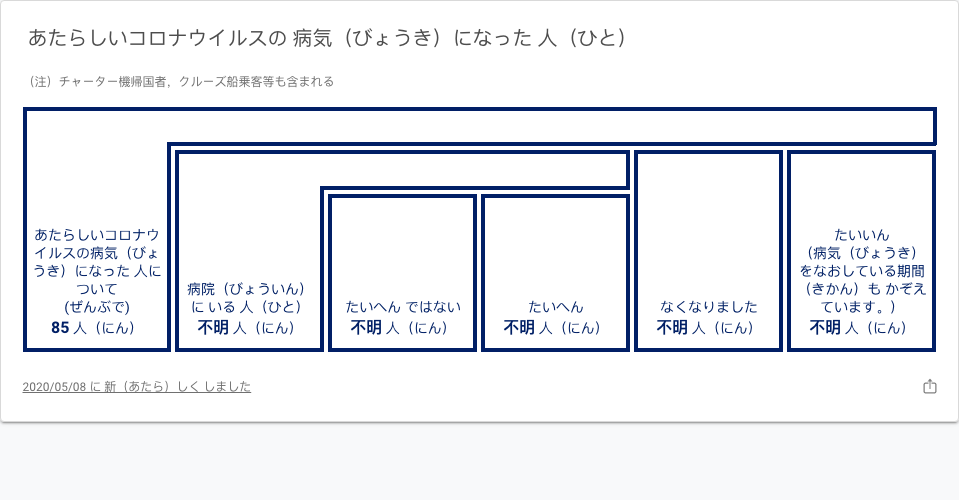 あたらしいコロナウイルスの 病気（びょうき）になった 人（ひと）
（注）チャーター機帰国者，クルーズ船乗客等も含まれる
あたらしいコロナウ
イルスの病気（びょ
うき）になった 人に
ついて
(ぜんぶで)
85 人（にん）
病院（びょういん）
に いる 人（ひと）
不明 人（にん）
たいへん ではない
不明 人（にん）
たいへん
不明 人（にん）
なくなりました
不明 人（にん）
たいいん
（病気（びょうき）
をなおしている期間
（きかん）も かぞえ
ています。）
不明 人（にん）
2020/05/08 に 新（あたら）しく しました